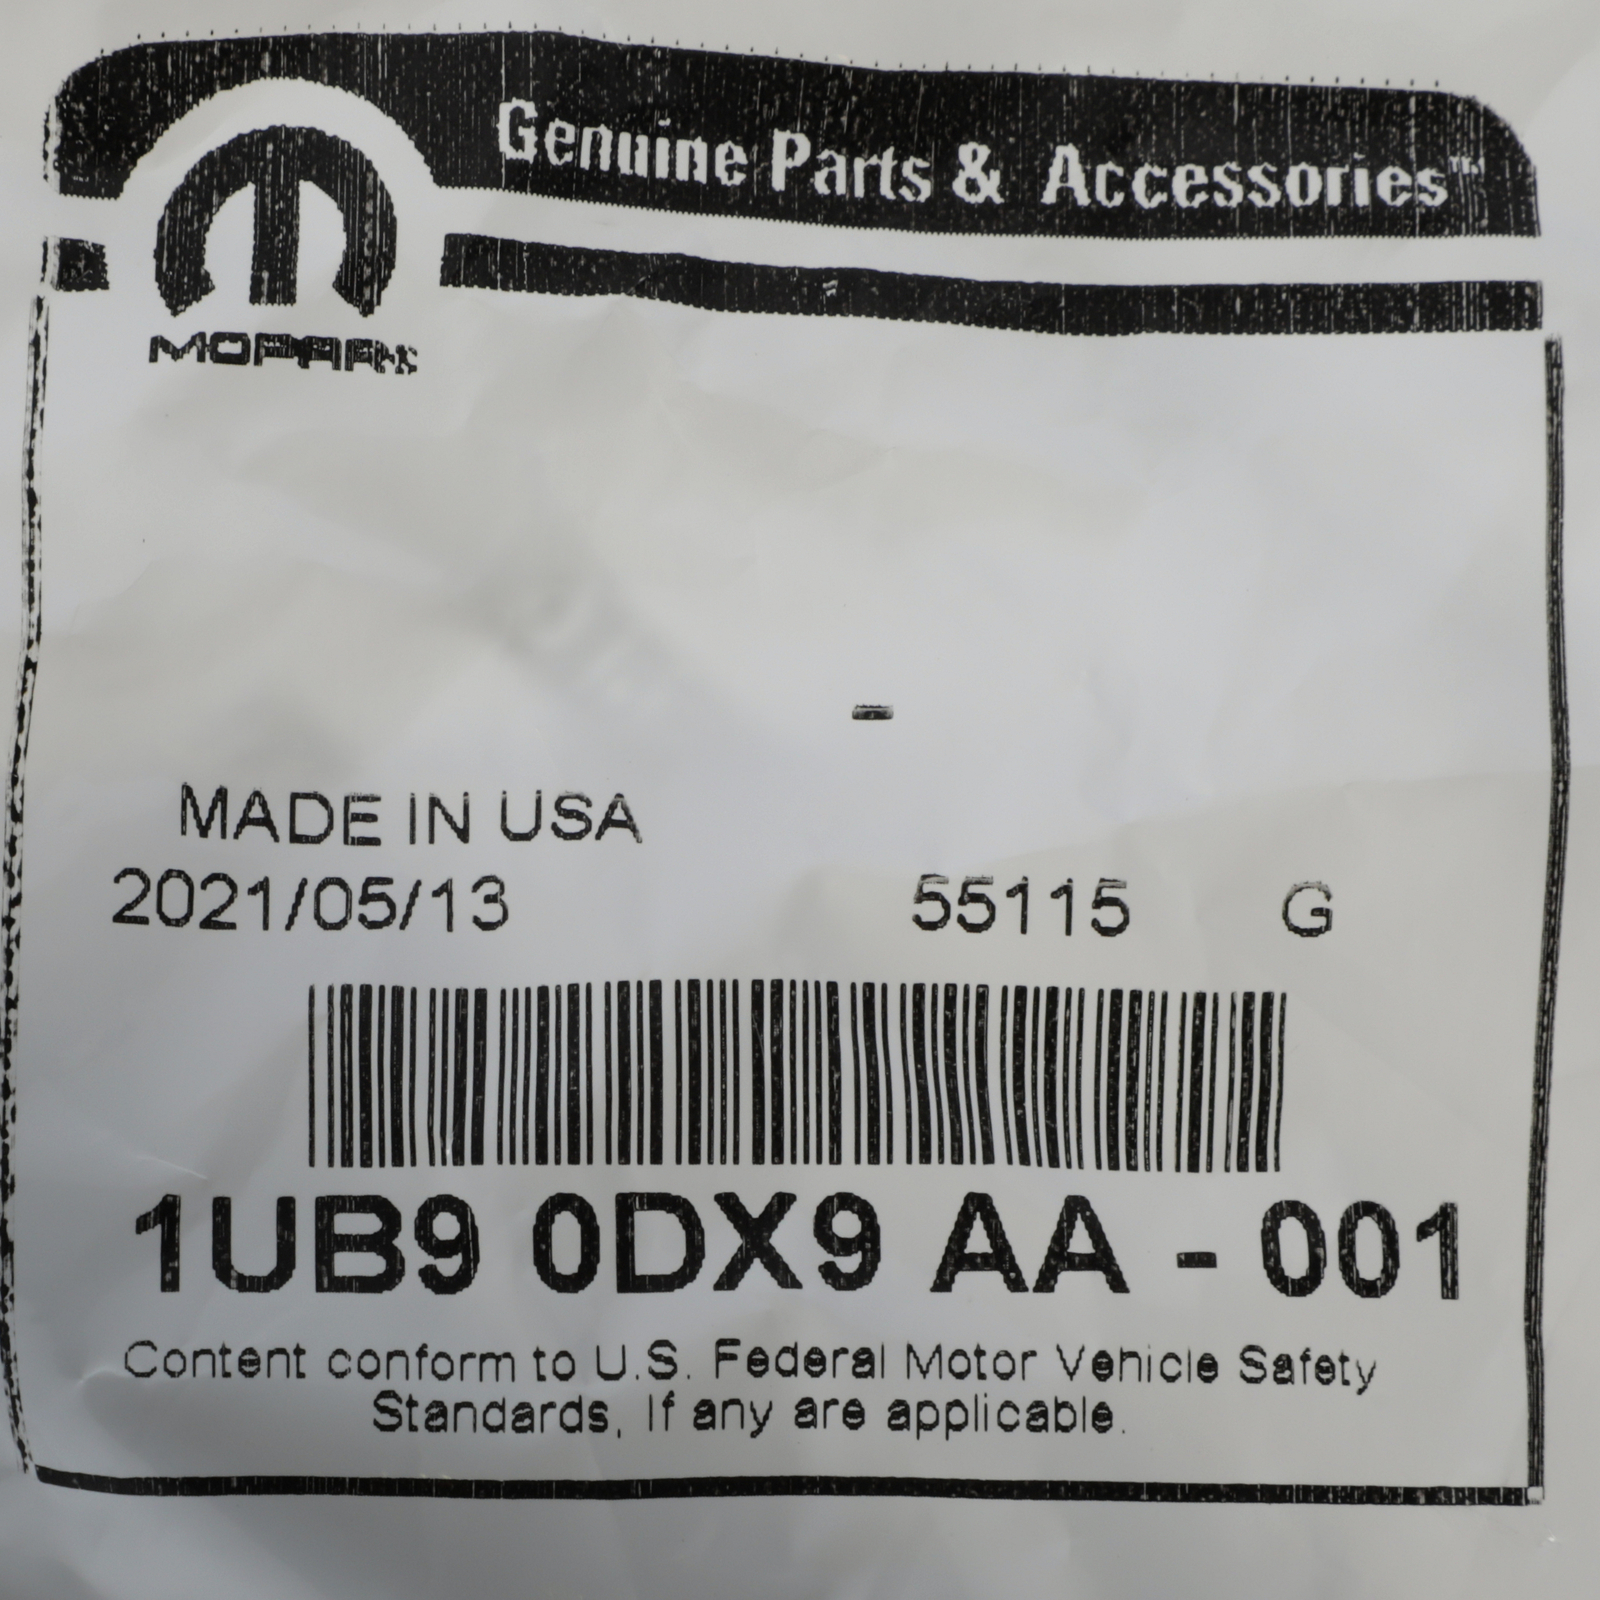 Genuine Parts & Accessories™
MOPAR
-
MADE IN USA
2021/05/13 55115 G
1UB9 0DX9 AA - 001
Content conform to U.S. Federal Motor Vehicle Safety
Standards, If any are applicable.